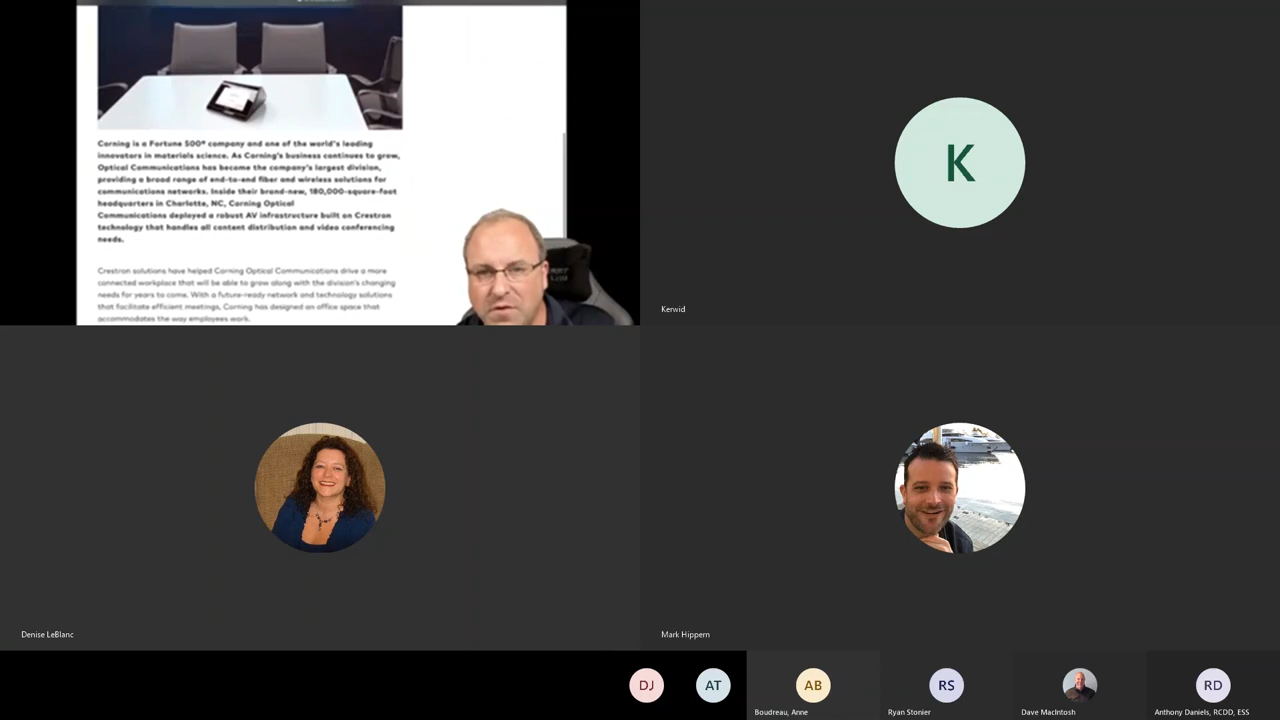 Corning is a Fortune 500® company and one of the world's leading
innovators in materials science. As Corning's business continues to grow,
Optical Communications has became the company's largest division,
providing a broad range of end-to-end fiber and wireless solutions for
communications networks. Inside their brand-new, 180,000-square-foot
headquarters in Charlotte, NC, Corning Optical
Communications deployed a robust AV infrastructure built on Crestron
technology that handles all content distribution and video conferencing
needs.
Crestron solutions have helped Corning Optical Communications drive a more
connected workplace that will be able to grow along with the division's changing
needs for years to come. With a future-ready network and technology solutions
that facilitate efficient meetings, Corning has designed an office space that
accommodates the way employees work.
K
Kerwid
Denise LeBlanc
Mark Hippern
DJ
AT
AB
RS
RD
Boudreau, Anne
Ryan Stonier
Dave MacIntosh
Anthony Daniels, RCDD, ESS